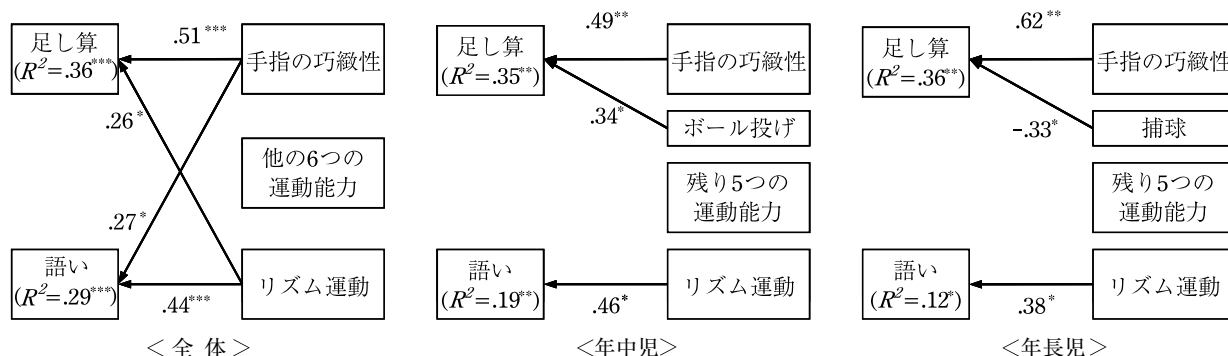 足し算
(R²=.36***)
.51***
手指の巧緻性
.26*
他の6つの
運動能力
.27*
語い
(R²=.29***)
.44***
リズム運動
＜全 体＞
足し算
(R²=.35**)
.49**
手指の巧緻性
.34*
ボール投げ
残り5つの
運動能力
語い
(R²=.19**)
.46*
リズム運動
＜年中児＞
足し算
(R²=.36**)
.62**
手指の巧緻性
-.33*
捕球
残り5つの
運動能力
語い
(R²=.12*)
.38*
リズム運動
＜年長児＞